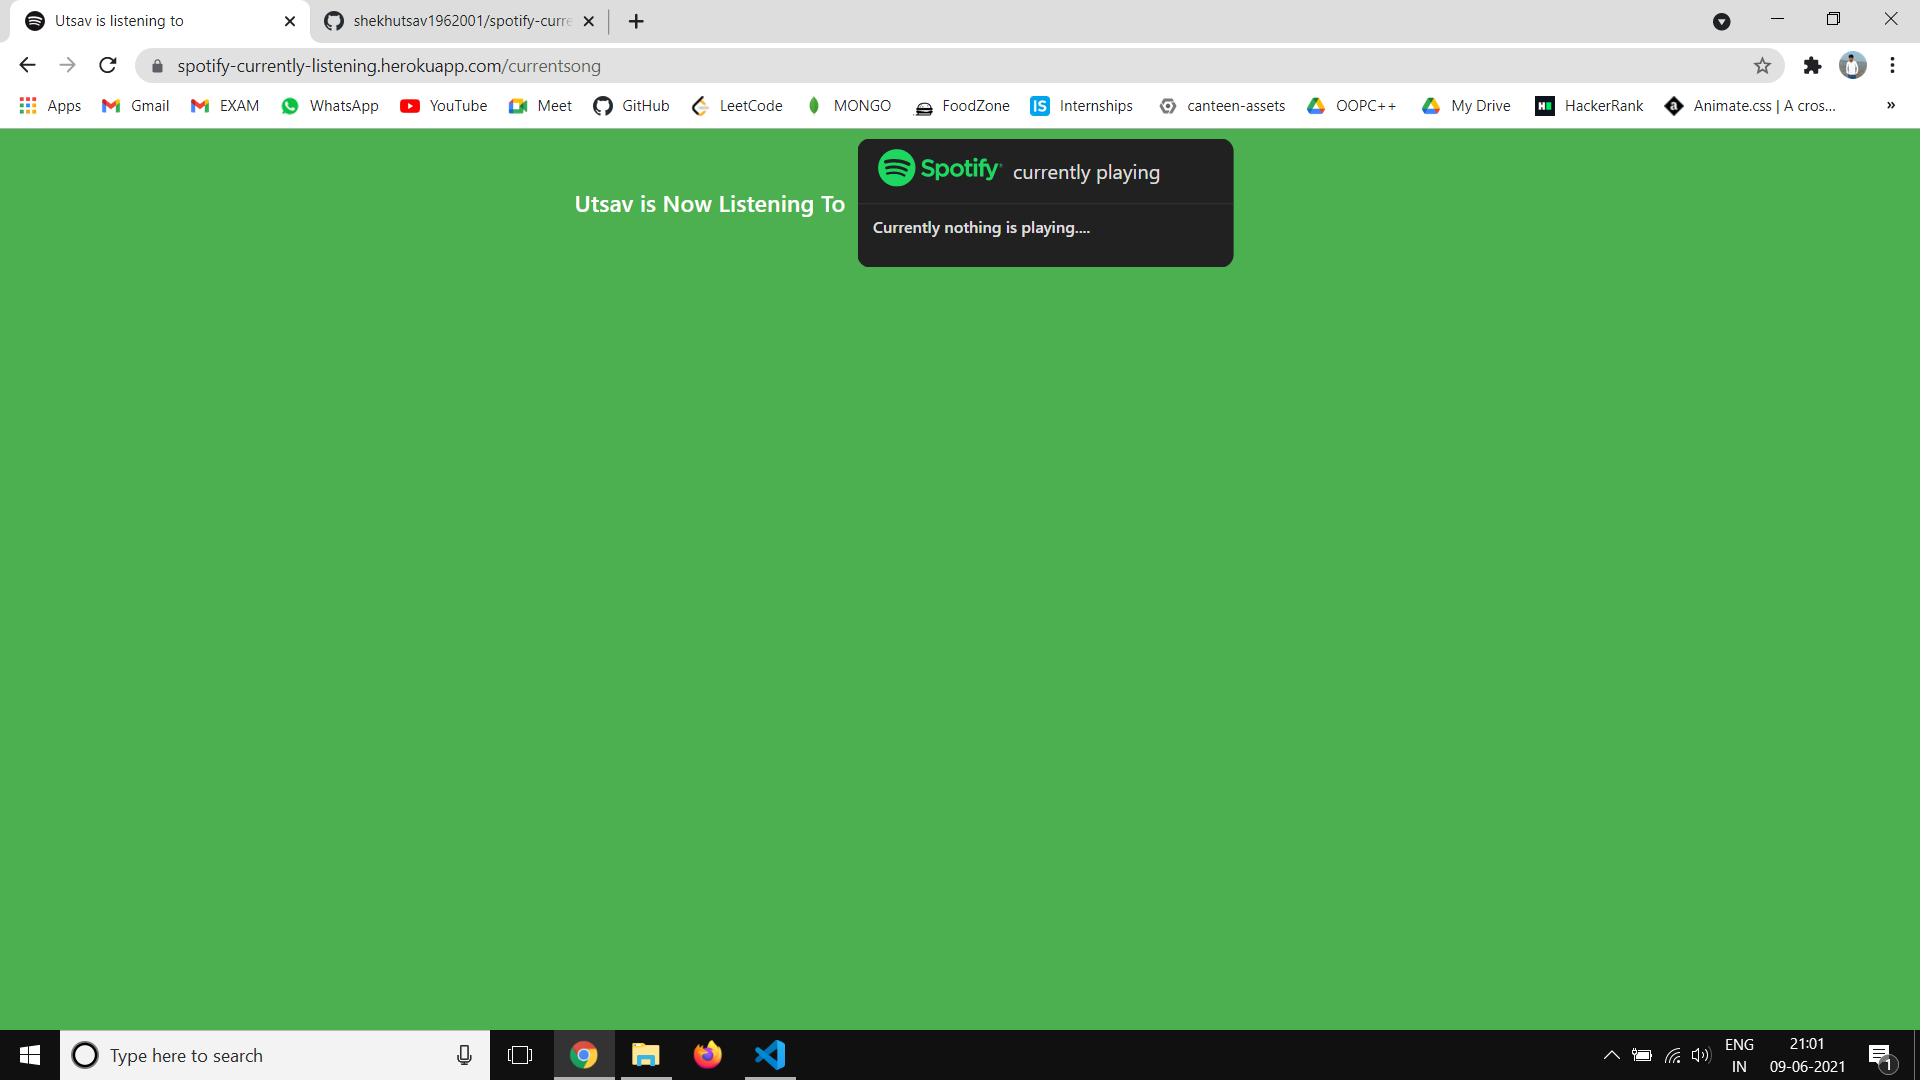 Utsav is listening to
shekhutsav1962001/spotify-curre
spotify-currently-listening.herokuapp.com/currentsong
Apps Gmail EXAM WhatsApp YouTube Meet GitHub LeetCode MONGO FoodZone IS Internships canteen-assets OOPC++ My Drive HackerRank Animate.css | A cros... »
Spotify currently playing
Utsav is Now Listening To
Currently nothing is playing....
Type here to search
ENG
IN
21:01
09-06-2021
1